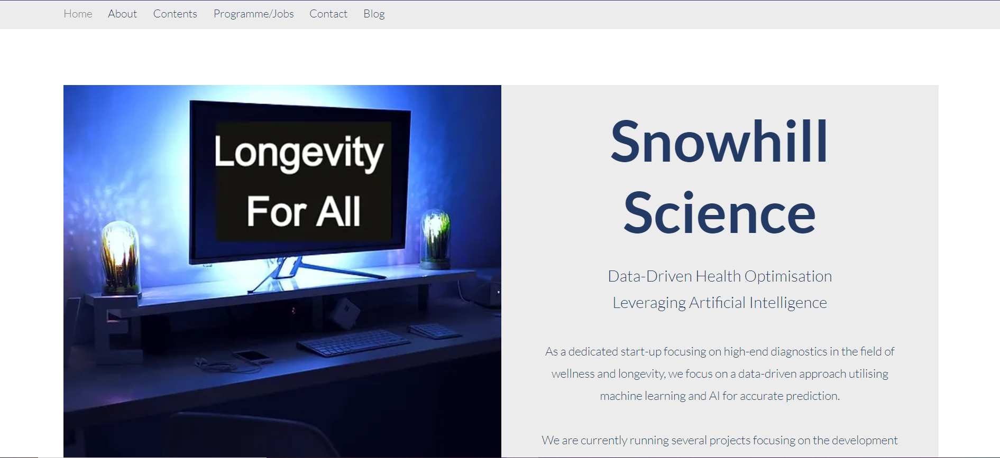 Home About Contents Programme/Jobs Contact Blog
Longevity
For All
Snowhill
Science
Data-Driven Health Optimisation
Leveraging Artificial Intelligence
As a dedicated start-up focusing on high-end diagnostics in the field of
wellness and longevity, we focus on a data-driven approach utilising
machine learning and AI for accurate prediction.
We are currently running several projects focusing on the development